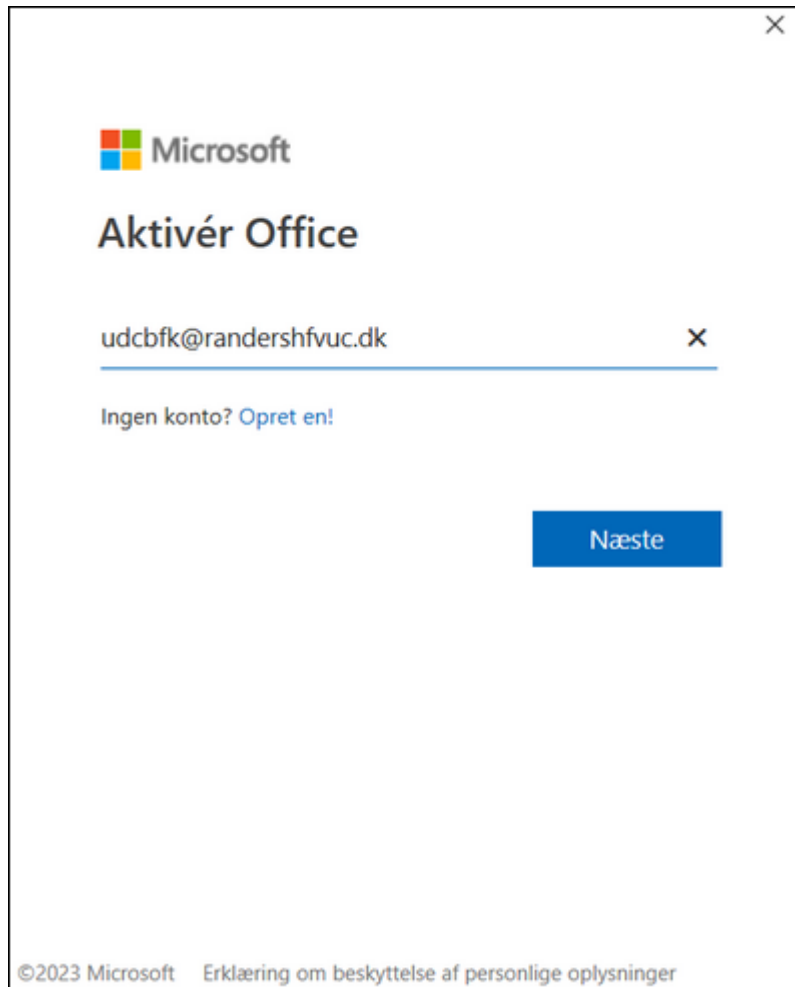 Microsoft
Aktivér Office
udcbfk@randershfvuc.dk
Ingen konto? Opret en!
Næste
©2023 Microsoft Erklæring om beskyttelse af personlige oplysninger